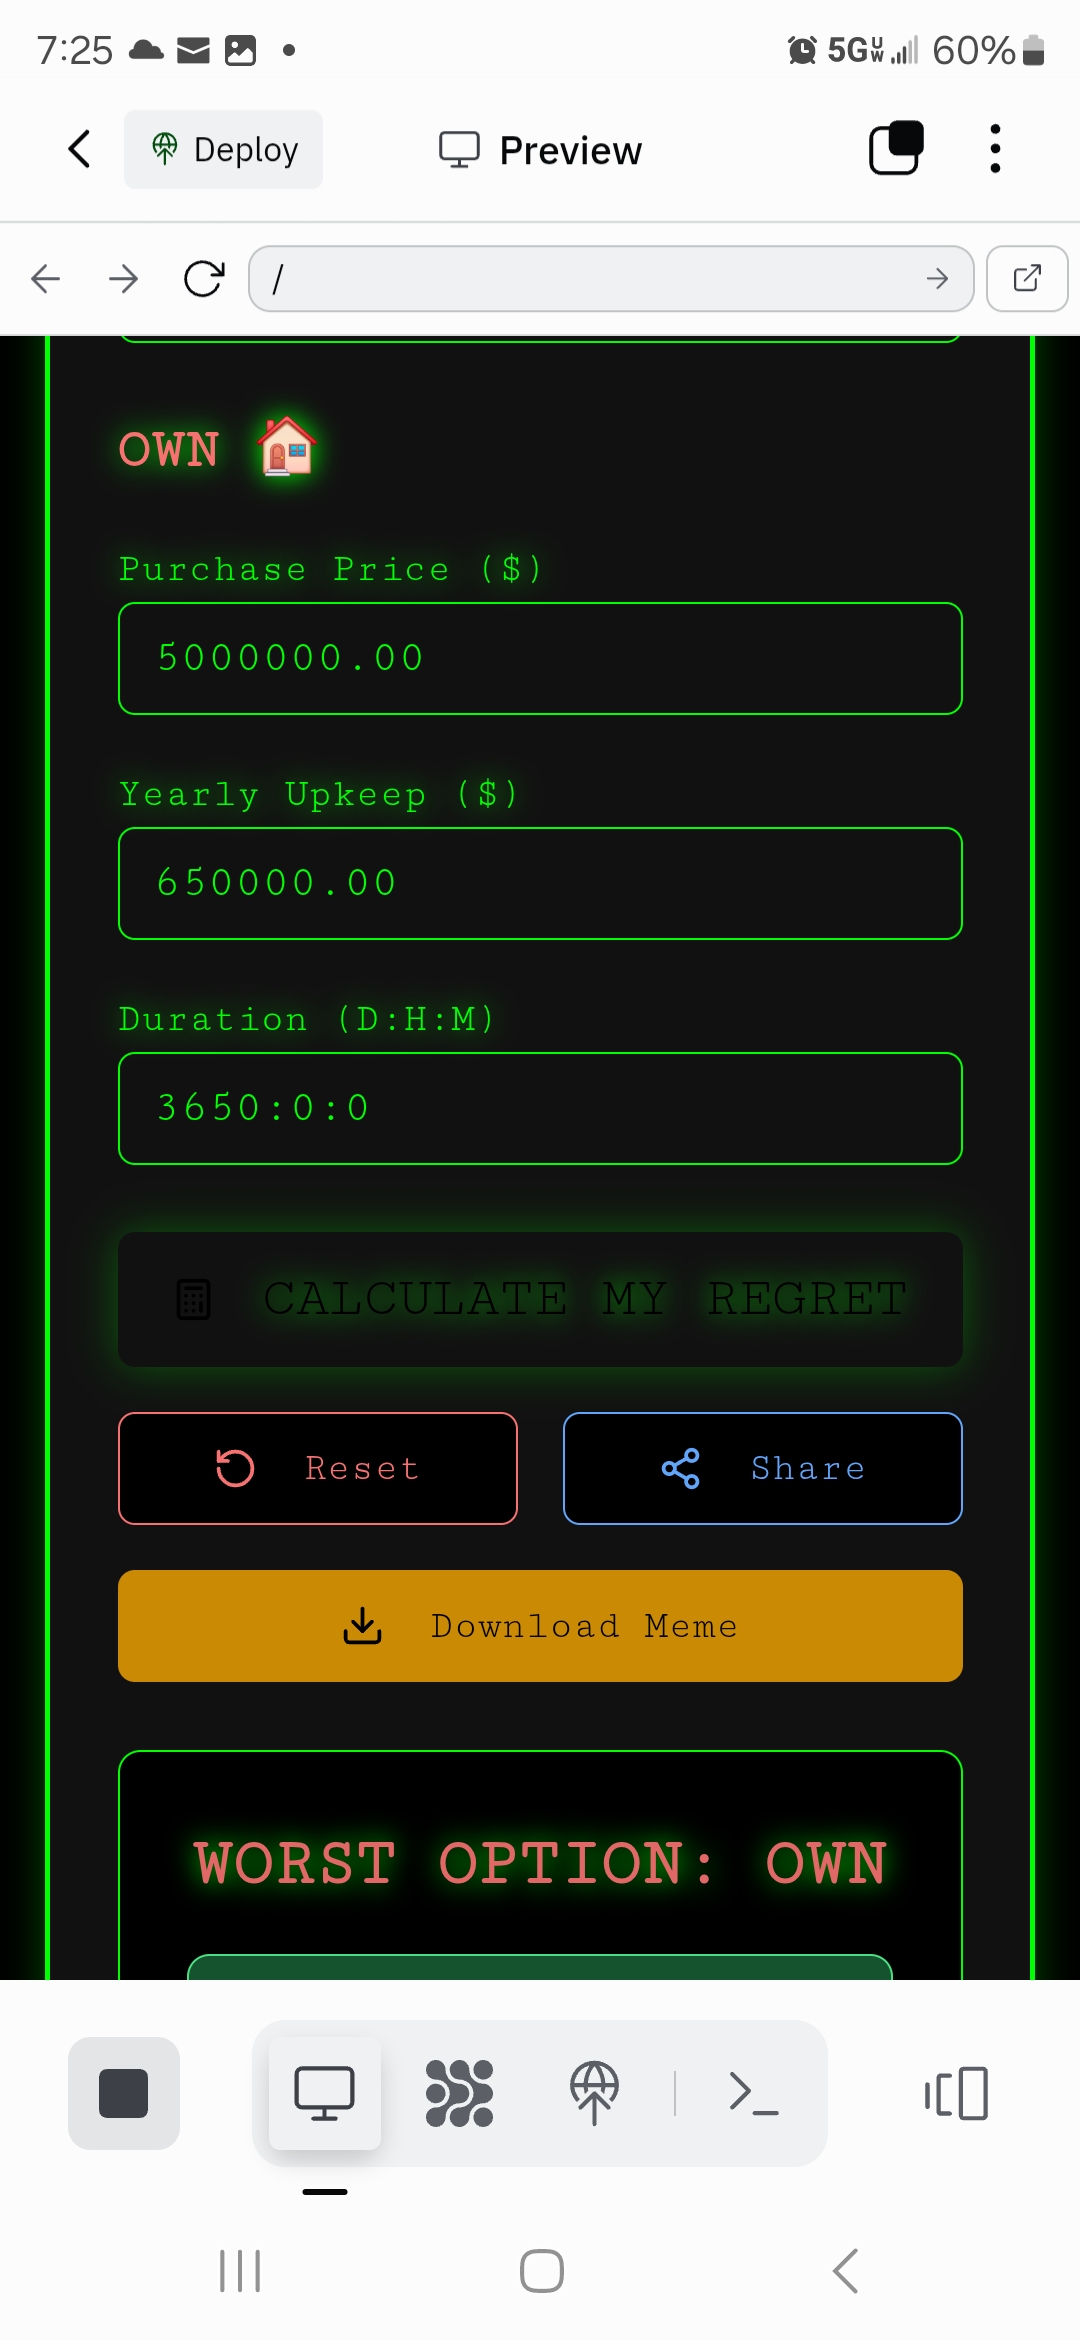 7:25
5G UW 60%
Deploy
Preview
/
OWN
Purchase Price ($)
5000000.00
Yearly Upkeep ($)
650000.00
Duration (D:H:M)
3650:0:0
CALCULATE MY REGRET
Reset
Share
Download Meme
WORST OPTION: OWN